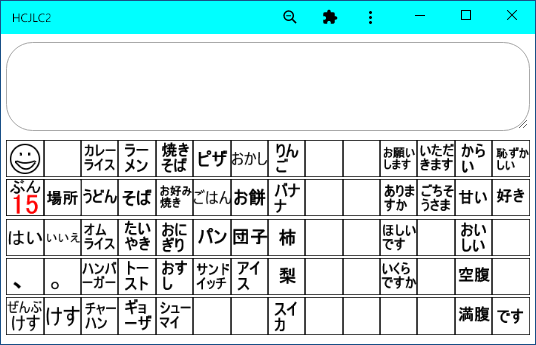 HCJLC2
カレーライス ラーメン 焼きそば ピザ おかし りんご お願いします いただきます からい 恥ずかしい
ぶん15 場所 うどん そば お好み焼き ごはん お餅 バナナ ありますか ごちそうさま 甘い 好き
はい いいえ オムライス たいやき おにぎり パン 団子 柿 ほしいです おいしい
、 。 ハンバーガー トースト おすし サンドイッチ アイス 梨 いくらですか 空腹
ぜんぶけす けす チャーハン ギョーザ シューマイ スイカ 満腹 です